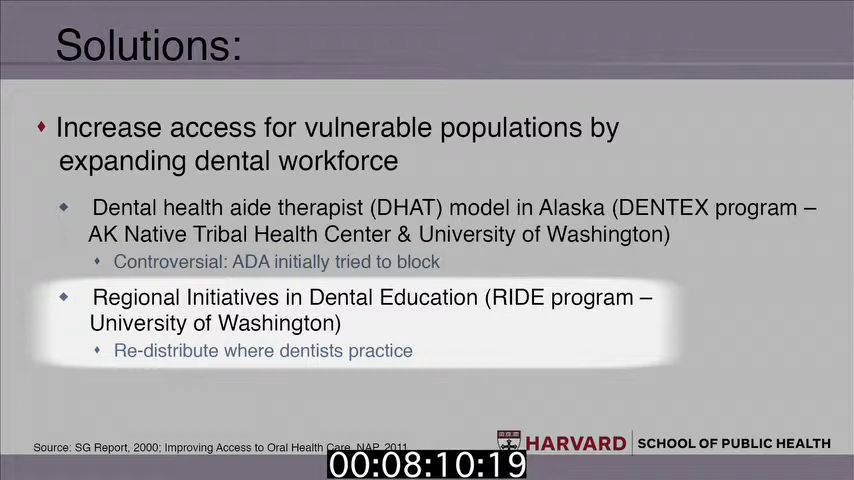 Solutions:
Increase access for vulnerable populations by
expanding dental workforce
Dental health aide therapist (DHAT) model in Alaska (DENTEX program –
AK Native Tribal Health Center & University of Washington)
Controversial: ADA initially tried to block
Regional Initiatives in Dental Education (RIDE program –
University of Washington)
Re-distribute where dentists practice
Source: SG Report, 2000; Improving Access to Oral Health Care, NAP, 2011
HARVARD SCHOOL OF PUBLIC HEALTH
00:08:10:19